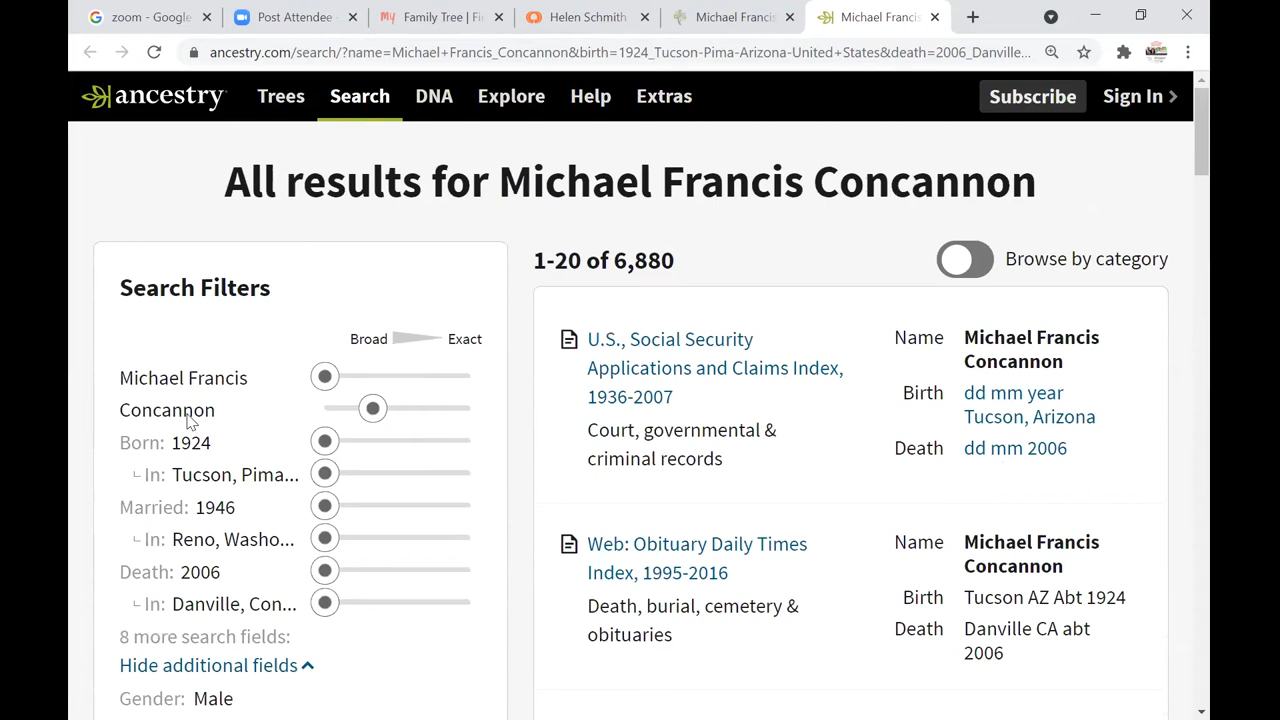 zoom - Google
Post Attendee -
Family Tree | Fi
Helen Schmith
Michael Francis
Michael Francis
ancestry.com/search/?name=Michael+Francis_Concannon&birth=1924_Tucson-Pima-Arizona-United+States&death=2006_Danville...
ancestry
Trees
Search
DNA
Explore
Help
Extras
Subscribe
Sign In >
All results for Michael Francis Concannon
Search Filters
Broad
Exact
Michael Francis
Concannon
Born: 1924
In: Tucson, Pima...
Married: 1946
In: Reno, Washo...
Death: 2006
In: Danville, Con...
8 more search fields:
Hide additional fields
Gender: Male
1-20 of 6,880
Browse by category
U.S., Social Security
Applications and Claims Index,
1936-2007
Court, governmental &
criminal records
Name Michael Francis
Concannon
Birth dd mm year
Tucson, Arizona
Death dd mm 2006
Web: Obituary Daily Times
Index, 1995-2016
Death, burial, cemetery &
obituaries
Name Michael Francis
Concannon
Birth Tucson AZ Abt 1924
Death Danville CA abt
2006